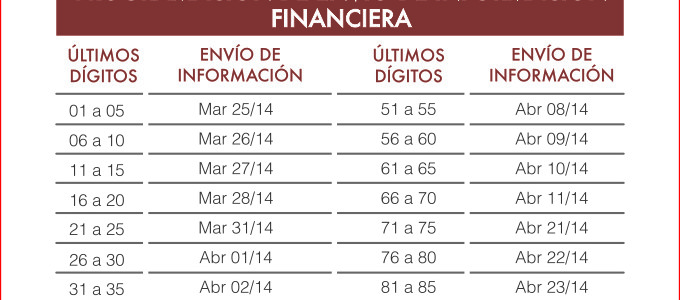 FINANCIERA
ÚLTIMOS DÍGITOS ENVÍO DE INFORMACIÓN ÚLTIMOS DÍGITOS ENVÍO DE INFORMACIÓN
01 a 05 Mar 25/14 51 a 55 Abr 08/14
06 a 10 Mar 26/14 56 a 60 Abr 09/14
11 a 15 Mar 27/14 61 a 65 Abr 10/14
16 a 20 Mar 28/14 66 a 70 Abr 11/14
21 a 25 Mar 31/14 71 a 75 Abr 21/14
26 a 30 Abr 01/14 76 a 80 Abr 22/14
31 a 35 Abr 02/14 81 a 85 Abr 23/14